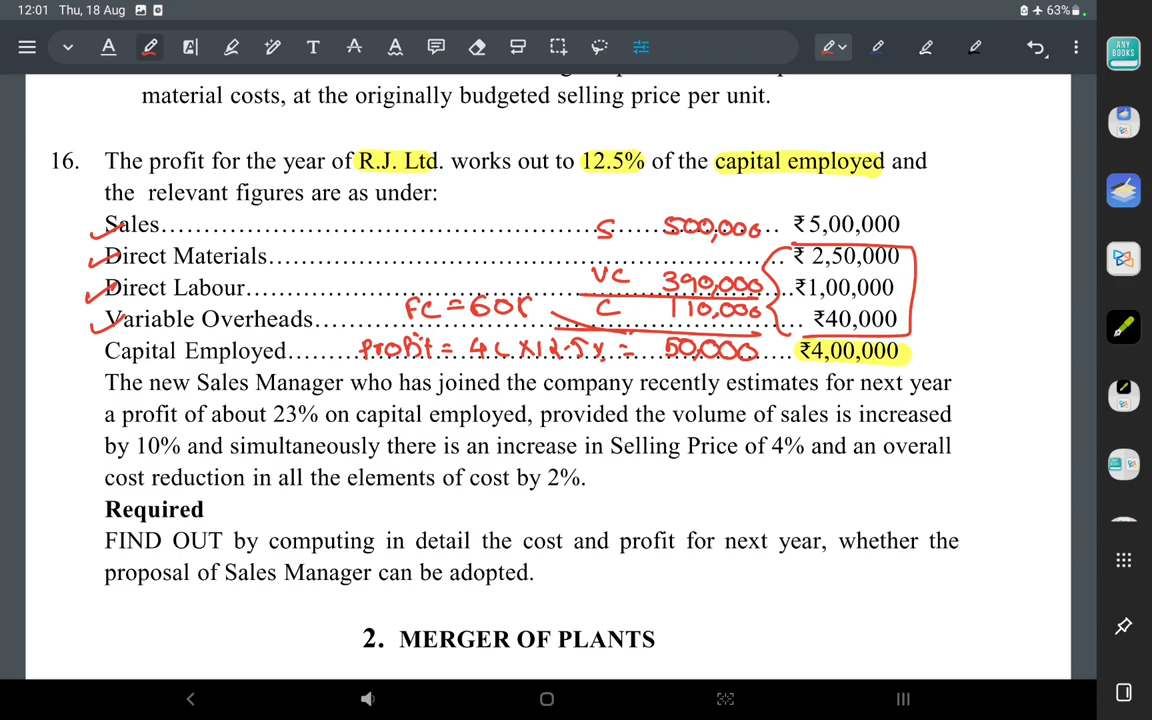 12:01 Thu, 18 Aug 63%
material costs, at the originally budgeted selling price per unit.
16. The profit for the year of R.J. Ltd. works out to 12.5% of the capital employed and
the relevant figures are as under:
Sales S 500,000 ₹5,00,000
Direct Materials ₹ 2,50,000
Direct Labour VC 390,000 ₹1,00,000
Variable Overheads FC = 60K C 110,000 ₹40,000
Capital Employed Profit = 4L X 12.5% = 50,000 ₹4,00,000
The new Sales Manager who has joined the company recently estimates for next year
a profit of about 23% on capital employed, provided the volume of sales is increased
by 10% and simultaneously there is an increase in Selling Price of 4% and an overall
cost reduction in all the elements of cost by 2%.
Required
FIND OUT by computing in detail the cost and profit for next year, whether the
proposal of Sales Manager can be adopted.
2. MERGER OF PLANTS
ANY BOOKS